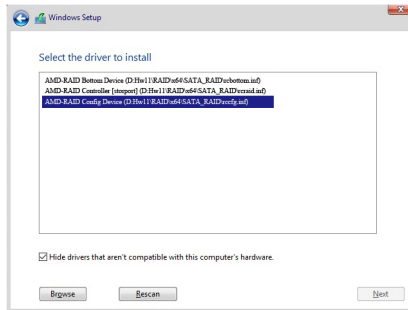 Windows Setup
Select the driver to install
AMD-RAID Bottom Device (D:Hw11\RAID\x64\SATA_RAID\rcbottom.inf)
AMD-RAID Controller [storport] (D:Hw11\RAID\x64\SATA_RAID\rcraid.inf)
AMD-RAID Config Device (D:Hw11\RAID\x64\SATA_RAID\rccfg.inf)
Hide drivers that aren't compatible with this computer's hardware.
Browse Rescan Next